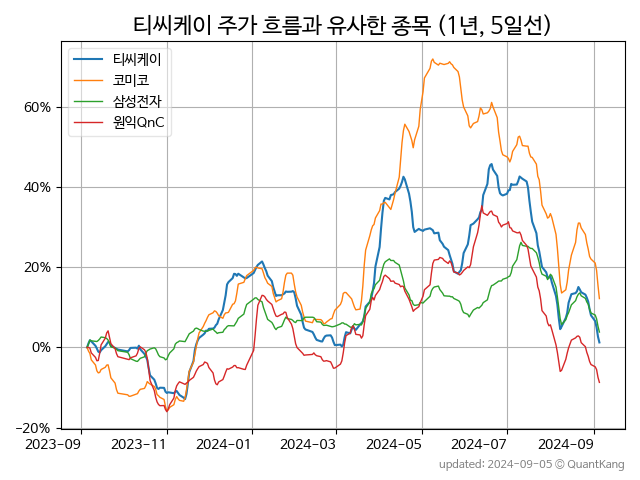 티씨케이 주가 흐름과 유사한 종목 (1년, 5일선)
티씨케이
코미코
삼성전자
원익QnC
60%
40%
20%
0%
−20%
2023-09
2023-11
2024-01
2024-03
2024-05
2024-07
2024-09
updated: 2024-09-05 © QuantKang